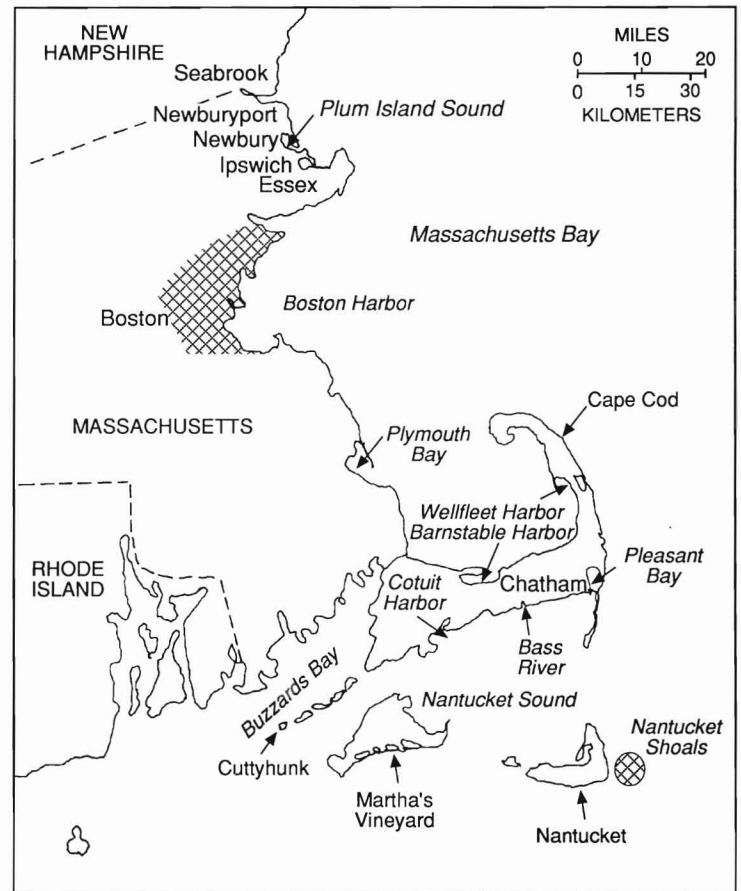 NEW
HAMPSHIRE
MILES
0 10 20
0 15 30
KILOMETERS
Seabrook
Newburyport
Plum Island Sound
Newbury
Ipswich
Essex
Massachusetts Bay
Boston Harbor
Boston
Cape Cod
MASSACHUSETTS
Plymouth
Bay
Wellfleet Harbor
Barnstable Harbor
RHODE
ISLAND
Cotuit
Harbor
Chatham
Pleasant
Bay
Bass
River
Buzzards Bay
Nantucket Sound
Nantucket
Shoals
Cuttyhunk
Martha's
Vineyard
Nantucket